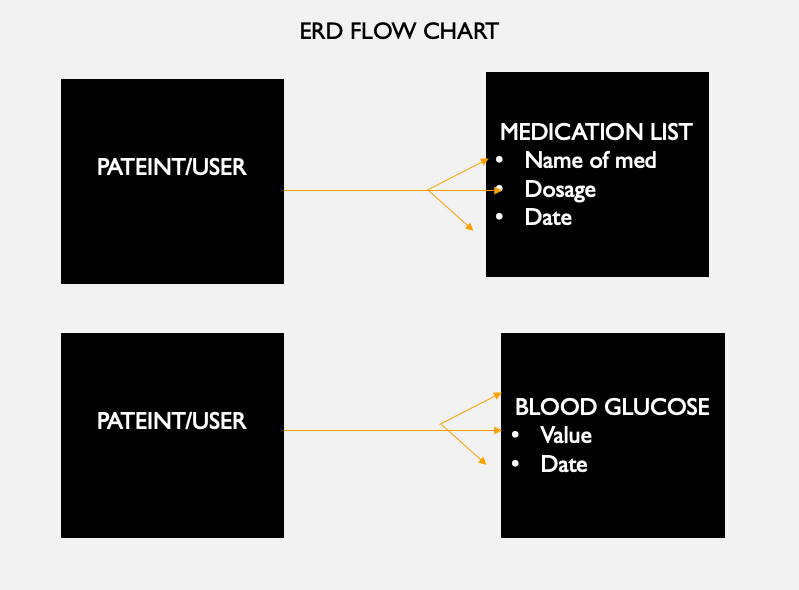 ERD FLOW CHART
PATEINT/USER
MEDICATION LIST
• Name of med
• Dosage
• Date
PATEINT/USER
BLOOD GLUCOSE
• Value
• Date